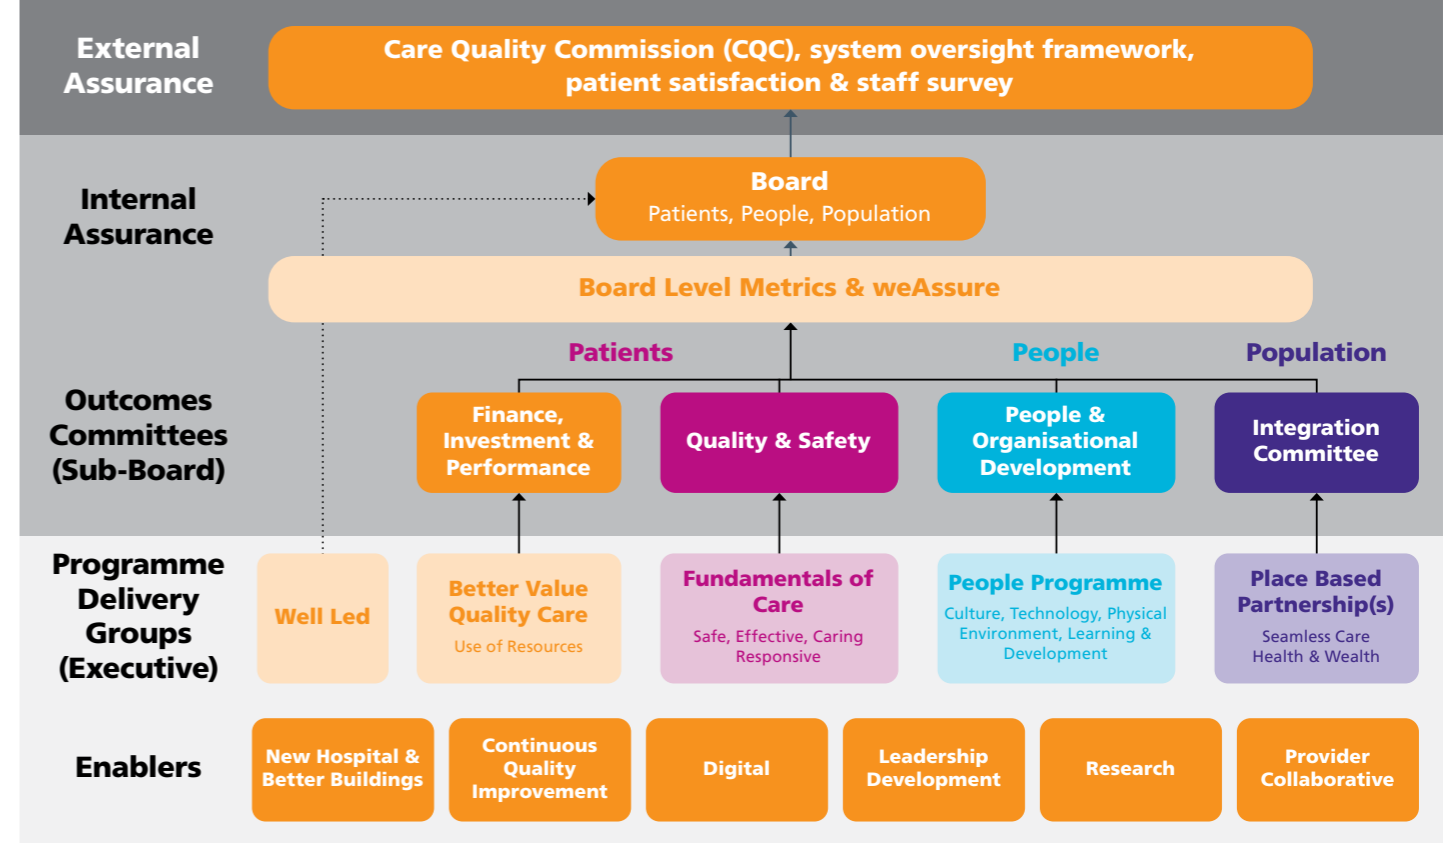 External
Assurance
Care Quality Commission (CQC), system oversight framework,
patient satisfaction & staff survey
Internal
Assurance
Board
Patients, People, Population
Board Level Metrics & weAssure
Patients
People
Population
Outcomes
Committees
(Sub-Board)
Finance,
Investment &
Performance
Quality & Safety
People &
Organisational
Development
Integration
Committee
Programme
Delivery
Groups
(Executive)
Well Led
Better Value
Quality Care
Use of Resources
Fundamentals of
Care
Safe, Effective, Caring
Responsive
People Programme
Culture, Technology, Physical
Environment, Learning &
Development
Place Based
Partnership(s)
Seamless Care
Health & Wealth
Enablers
New Hospital &
Better Buildings
Continuous
Quality
Improvement
Digital
Leadership
Development
Research
Provider
Collaborative